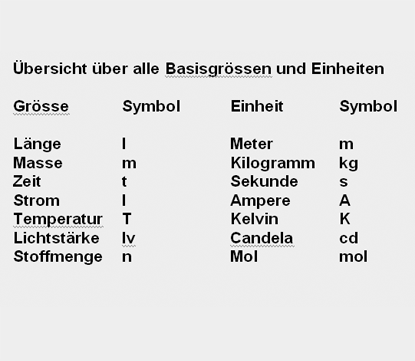 Übersicht über alle Basisgrössen und Einheiten
Grösse Symbol Einheit Symbol
Länge l Meter m
Masse m Kilogramm kg
Zeit t Sekunde s
Strom I Ampere A
Temperatur T Kelvin K
Lichtstärke Iv Candela cd
Stoffmenge n Mol mol